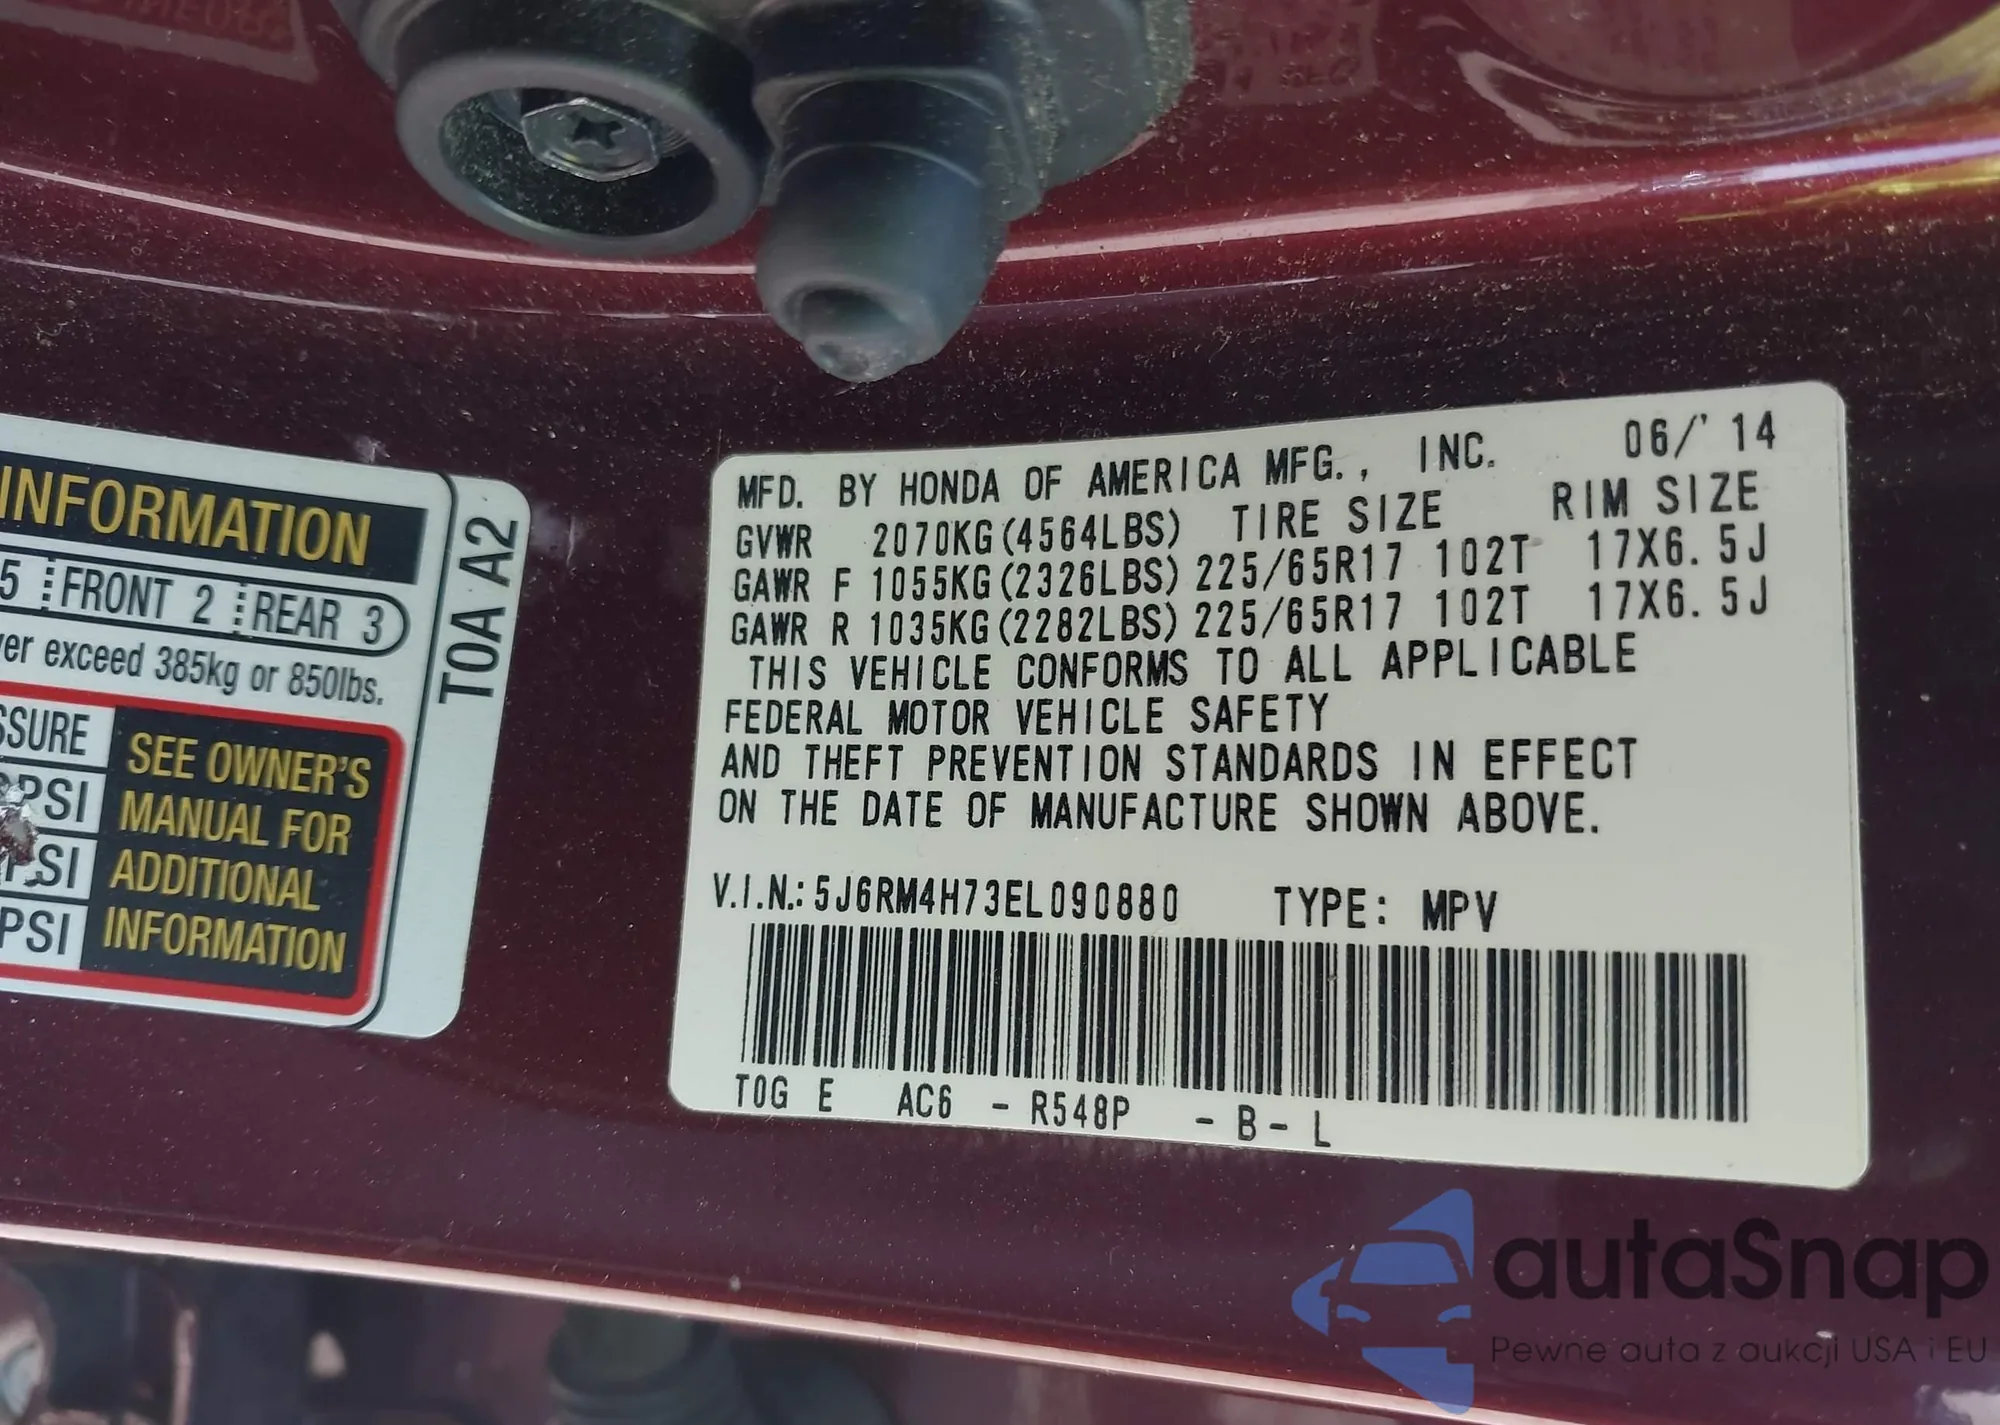 INFORMATION
5 FRONT 2 REAR 3
exceed 385kg or 850lbs.
SEE OWNER'S
MANUAL FOR
ADDITIONAL
INFORMATION
PSI
PSI
PSI
T0A A2
MFD. BY HONDA OF AMERICA MFG., INC. 06/'14
GVWR 2070KG(4564LBS) TIRE SIZE RIM SIZE
GAWR F 1055KG(2326LBS) 225/65R17 102T 17X6.5J
GAWR R 1035KG(2282LBS) 225/65R17 102T 17X6.5J
THIS VEHICLE CONFORMS TO ALL APPLICABLE
FEDERAL MOTOR VEHICLE SAFETY
AND THEFT PREVENTION STANDARDS IN EFFECT
ON THE DATE OF MANUFACTURE SHOWN ABOVE.
V.I.N.: 5J6RM4H73EL090880 TYPE: MPV
T0G E AC6 - R548P - B - L
autaSnap
Pewne auta z aukcji USA i EU